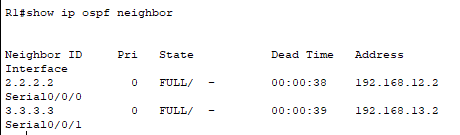 R1#show ip ospf neighbor
Neighbor ID Pri State Dead Time Address
Interface
2.2.2.2 0 FULL/ - 00:00:38 192.168.12.2
Serial0/0/0
3.3.3.3 0 FULL/ - 00:00:39 192.168.13.2
Serial0/0/1